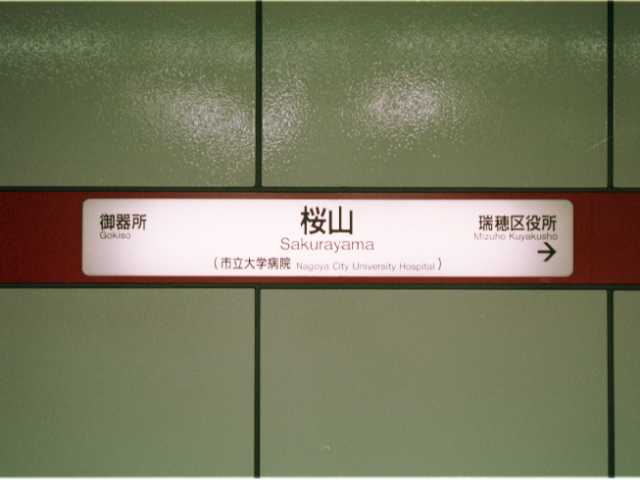 御器所
Gokiso
桜山
Sakurayama
(市立大学病院 Nagoya City University Hospital)
瑞穂区役所
Mizuho Kuyakusho
→